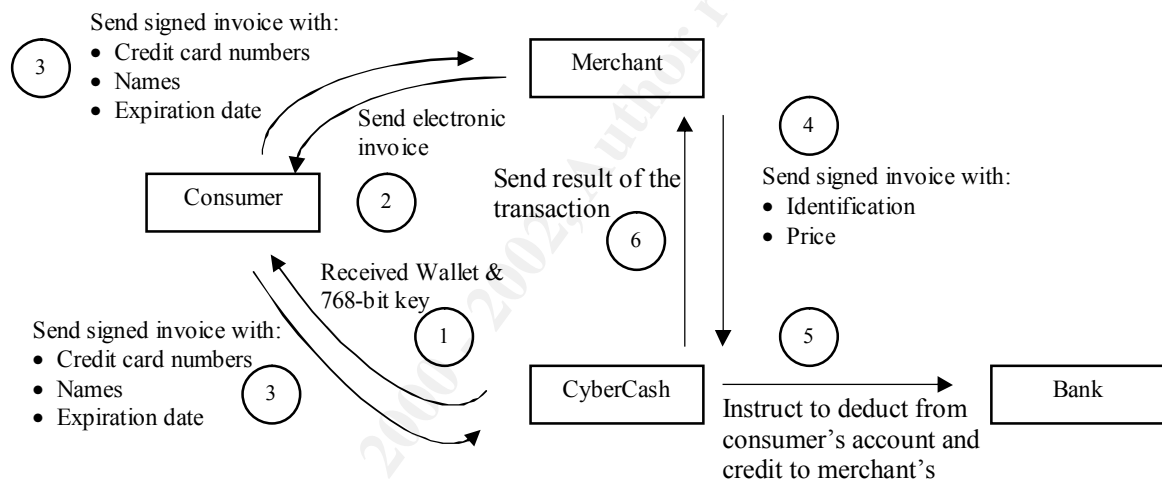 Send signed invoice with:
3
• Credit card numbers
• Names
• Expiration date
Merchant
Send electronic
invoice
2
Consumer
4
Send signed invoice with:
• Identification
• Price
Send result of the
transaction
6
Received Wallet &
768-bit key
1
Send signed invoice with:
• Credit card numbers
• Names
• Expiration date
3
5
CyberCash
Bank
Instruct to deduct from
consumer’s account and
credit to merchant’s
2000 2002, Author r